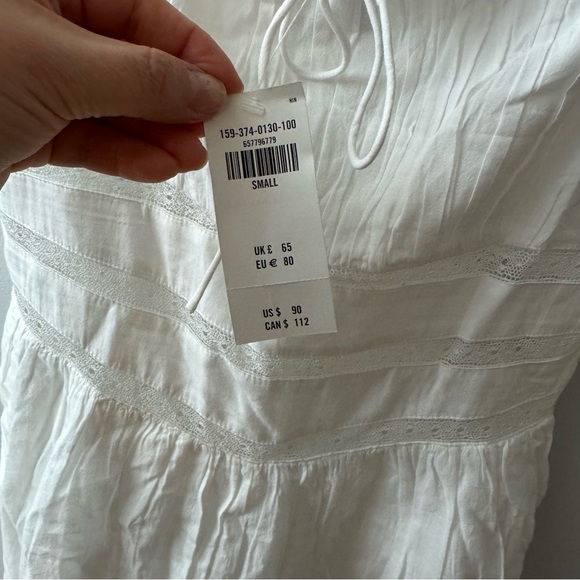 159-374-0130-100
657796779
SMALL
UK £ 65
EU € 80
US $ 90
CAN $ 112